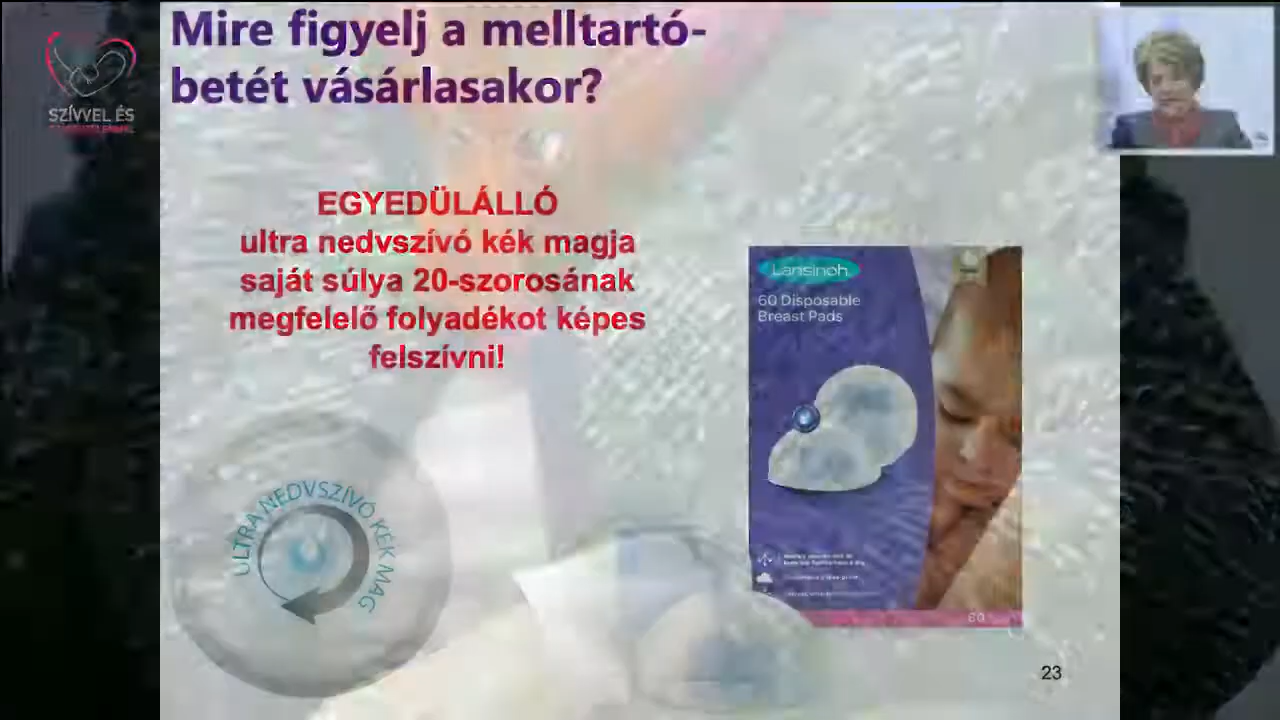 Mire figyelj a melltartó-
betét vásárlasakor?
SZÍVVEL ÉS
EGYEDÜLÁLLÓ
ultra nedvszívó kék magja
saját súlya 20-szorosának
megfelelő folyadékot képes
felszívni!
Lansinoh
60 Disposable
Breast Pads
ULTRA NEDVSZÍVÓ KÉK MAG
60
23